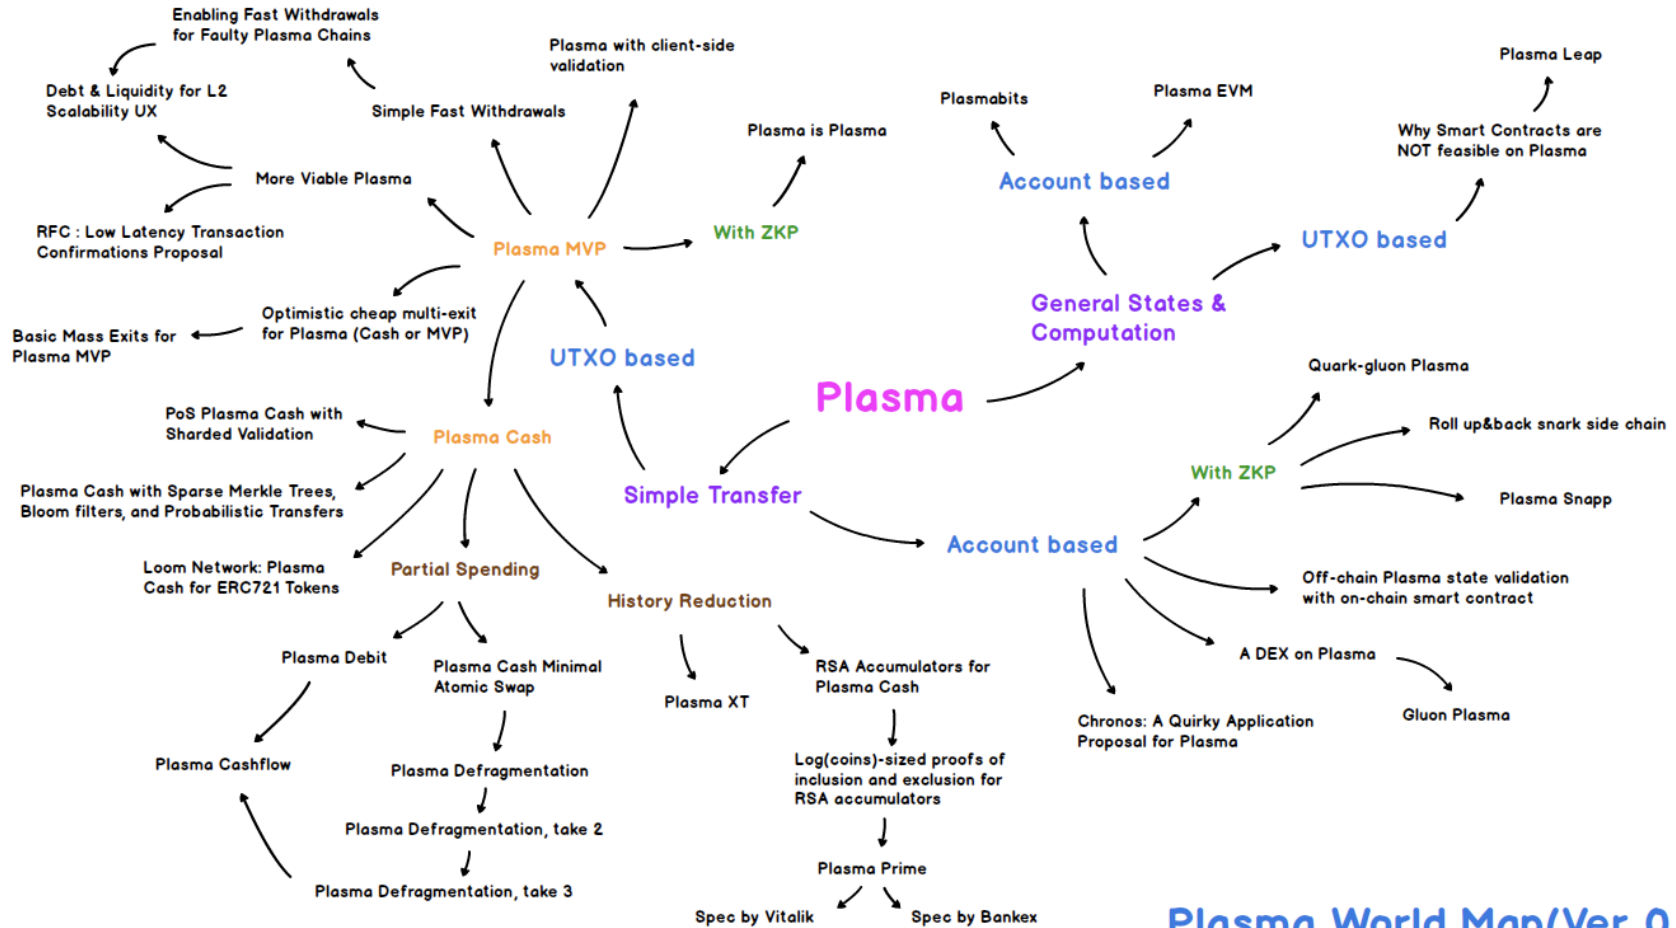 Enabling Fast Withdrawals
for Faulty Plasma Chains
Debt & Liquidity for L2
Scalability UX
Simple Fast Withdrawals
Plasma with client-side
validation
Plasma is Plasma
More Viable Plasma
RFC : Low Latency Transaction
Confirmations Proposal
Plasma MVP
With ZKP
Optimistic cheap multi-exit
for Plasma (Cash or MVP)
Basic Mass Exits for
Plasma MVP
UTXO based
Plasmabits
Plasma EVM
Account based
Plasma Leap
Why Smart Contracts are
NOT feasible on Plasma
UTXO based
General States &
Computation
Plasma
Simple Transfer
PoS Plasma Cash with
Sharded Validation
Plasma Cash
Plasma Cash with Sparse Merkle Trees,
Bloom filters, and Probabilistic Transfers
Loom Network: Plasma
Cash for ERC721 Tokens
Partial Spending
History Reduction
Plasma Debit
Plasma Cash Minimal
Atomic Swap
Plasma Cashflow
Plasma Defragmentation
Plasma Defragmentation, take 2
Plasma Defragmentation, take 3
Plasma XT
RSA Accumulators for
Plasma Cash
Log(coins)-sized proofs of
inclusion and exclusion for
RSA accumulators
Plasma Prime
Spec by Vitalik
Spec by Bankex
Account based
With ZKP
Quark-gluon Plasma
Roll up&back snark side chain
Plasma Snapp
Off-chain Plasma state validation
with on-chain smart contract
A DEX on Plasma
Gluon Plasma
Chronos: A Quirky Application
Proposal for Plasma
Plasma World Map(Ver. 0